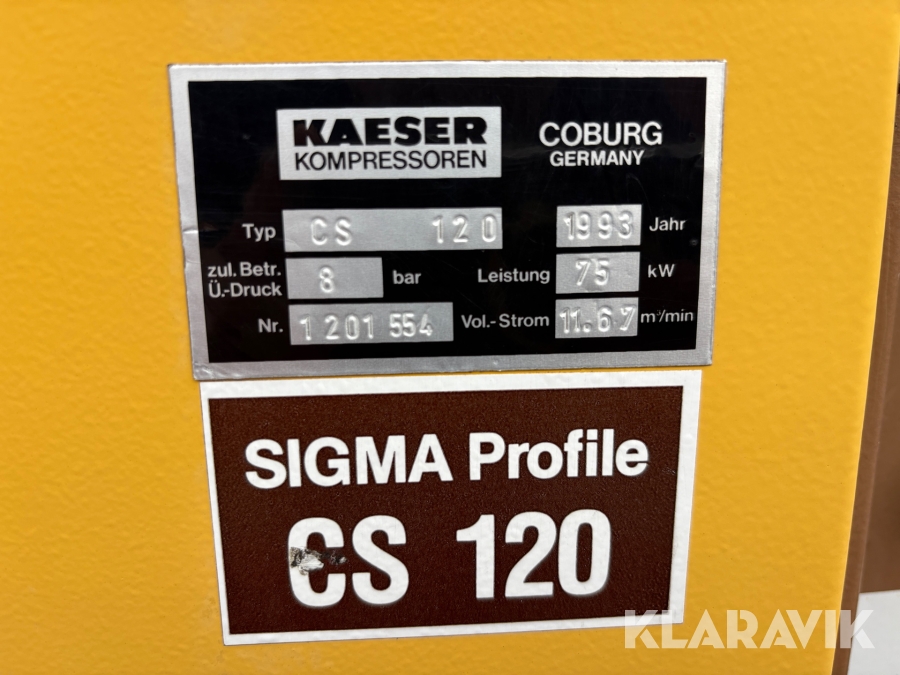 KAESER
KOMPRESSOREN
COBURG
GERMANY
Typ CS 120 1993 Jahr
zul. Betr. Ü.-Druck 8 bar Leistung 75 kW
Nr. 1 201 554 Vol.-Strom 11.67 m³/min
SIGMA Profile
CS 120
KLARAVIK